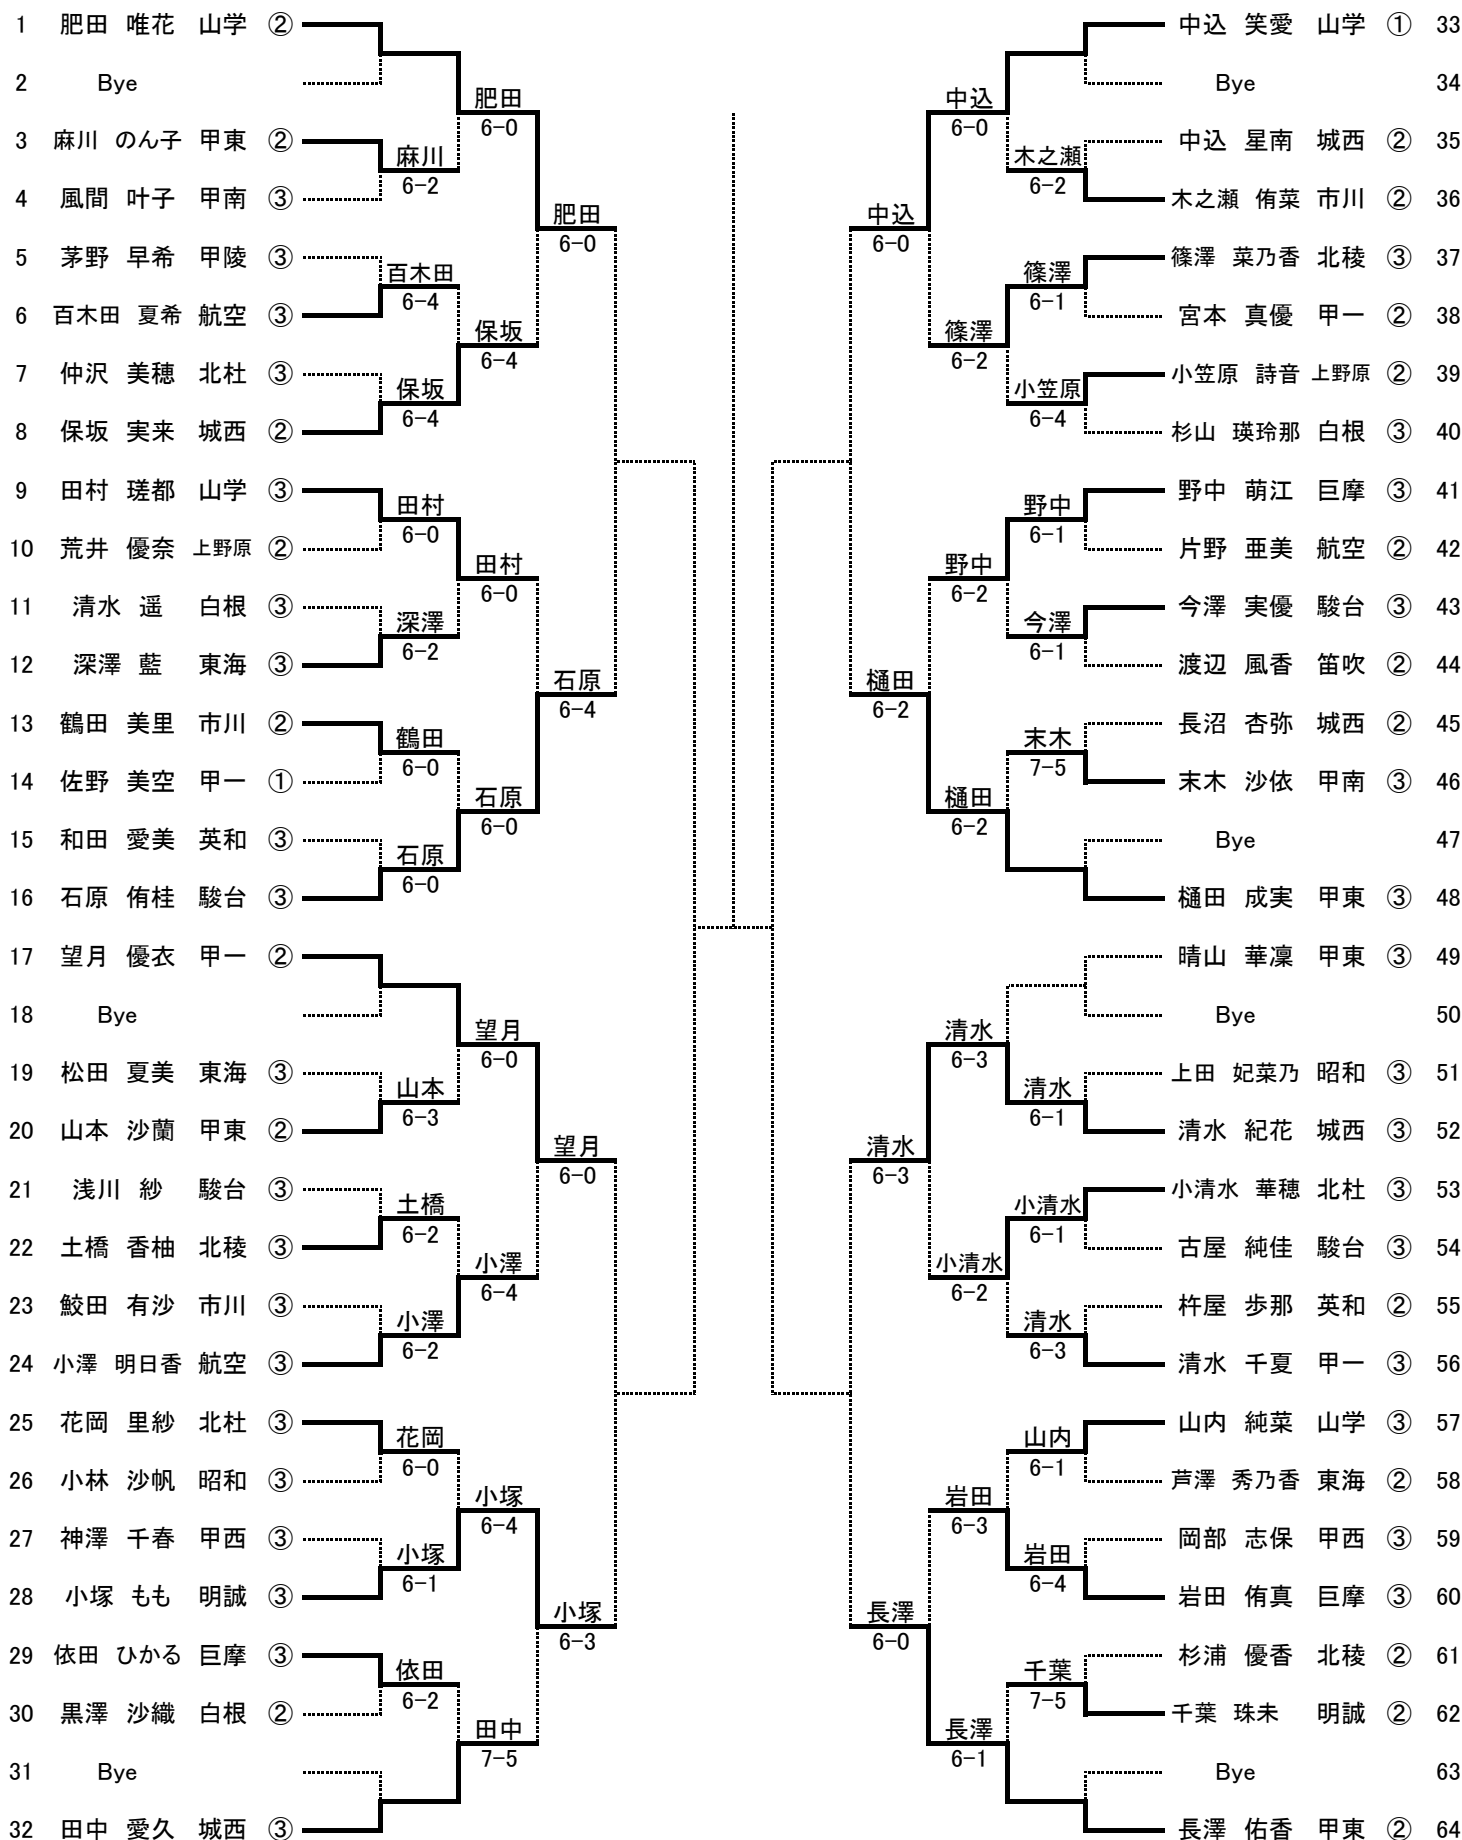 1 肥田 唯花 山学 ②
2 Bye
3 麻川 のん子 甲東 ②
4 風間 叶子 甲南 ③
5 茅野 早希 甲陵 ③
6 百木田 夏希 航空 ③
7 仲沢 美穂 北杜 ③
8 保坂 実来 城西 ②
9 田村 瑳都 山学 ③
10 荒井 優奈 上野原 ②
11 清水 遥 白根 ③
12 深澤 藍 東海 ③
13 鶴田 美里 市川 ②
14 佐野 美空 甲一 ①
15 和田 愛美 英和 ③
16 石原 侑桂 駿台 ③
17 望月 優衣 甲一 ②
18 Bye
19 松田 夏美 東海 ③
20 山本 沙蘭 甲東 ②
21 浅川 紗 駿台 ③
22 土橋 香柚 北稜 ③
23 鮫田 有沙 市川 ③
24 小澤 明日香 航空 ③
25 花岡 里紗 北杜 ③
26 小林 沙帆 昭和 ③
27 神澤 千春 甲西 ③
28 小塚 もも 明誠 ③
29 依田 ひかる 巨摩 ③
30 黒澤 沙織 白根 ②
31 Bye
32 田中 愛久 城西 ③
麻川
6-2
百木田
6-4
保坂
6-4
田村
6-0
深澤
6-2
鶴田
6-0
石原
6-0
山本
6-3
土橋
6-2
小澤
6-2
花岡
6-0
小塚
6-1
依田
6-2
肥田
6-0
保坂
6-4
田村
6-0
石原
6-0
望月
6-0
小澤
6-4
小塚
6-4
田中
7-5
肥田
6-0
石原
6-4
望月
6-0
小塚
6-3
中込
6-0
樋田
6-2
清水
6-3
長澤
6-0
中込
6-0
篠澤
6-2
野中
6-2
樋田
6-2
清水
6-3
小清水
6-2
岩田
6-3
長澤
6-1
木之瀬
6-2
篠澤
6-1
小笠原
6-4
野中
6-1
今澤
6-1
末木
7-5
清水
6-1
小清水
6-1
清水
6-3
山内
6-1
岩田
6-4
千葉
7-5
中込 笑愛 山学 ① 33
Bye 34
中込 星南 城西 ② 35
木之瀬 侑菜 市川 ② 36
篠澤 菜乃香 北稜 ③ 37
宮本 真優 甲一 ② 38
小笠原 詩音 上野原 ② 39
杉山 瑛玲那 白根 ③ 40
野中 萌江 巨摩 ③ 41
片野 亜美 航空 ② 42
今澤 実優 駿台 ③ 43
渡辺 風香 笛吹 ② 44
長沼 杏弥 城西 ② 45
末木 沙依 甲南 ③ 46
Bye 47
樋田 成実 甲東 ③ 48
晴山 華凜 甲東 ③ 49
Bye 50
上田 妃菜乃 昭和 ③ 51
清水 紀花 城西 ③ 52
小清水 華穂 北杜 ③ 53
古屋 純佳 駿台 ③ 54
杵屋 歩那 英和 ② 55
清水 千夏 甲一 ③ 56
山内 純菜 山学 ③ 57
芦澤 秀乃香 東海 ② 58
岡部 志保 甲西 ③ 59
岩田 侑真 巨摩 ③ 60
杉浦 優香 北稜 ② 61
千葉 珠未 明誠 ② 62
Bye 63
長澤 佑香 甲東 ② 64